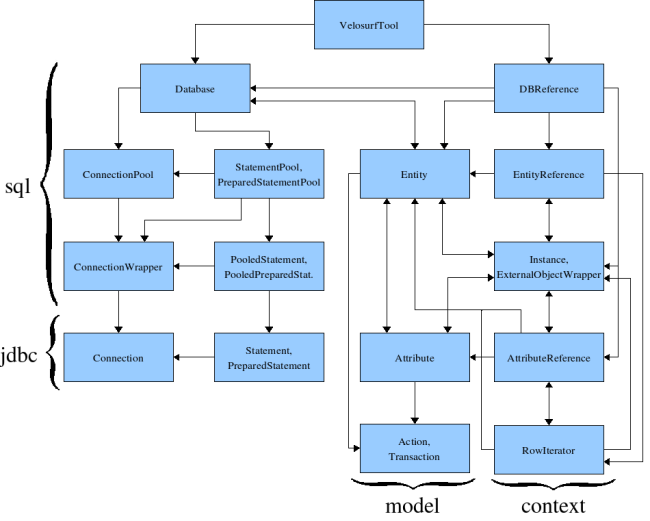 VelosurfTool
Database
DBReference
sql
ConnectionPool
StatementPool,
PreparedStatementPool
Entity
EntityReference
ConnectionWrapper
PooledStatement,
PooledPreparedStat.
Instance,
ExternalObjectWrapper
jdbc
Connection
Statement,
PreparedStatement
Attribute
AttributeReference
Action,
Transaction
RowIterator
model
context